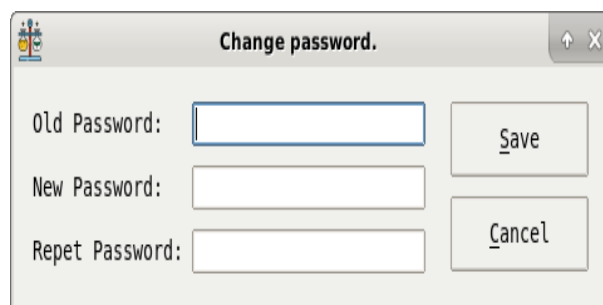 Change password.
Old Password:
Save
New Password:
Cancel
Repet Password: